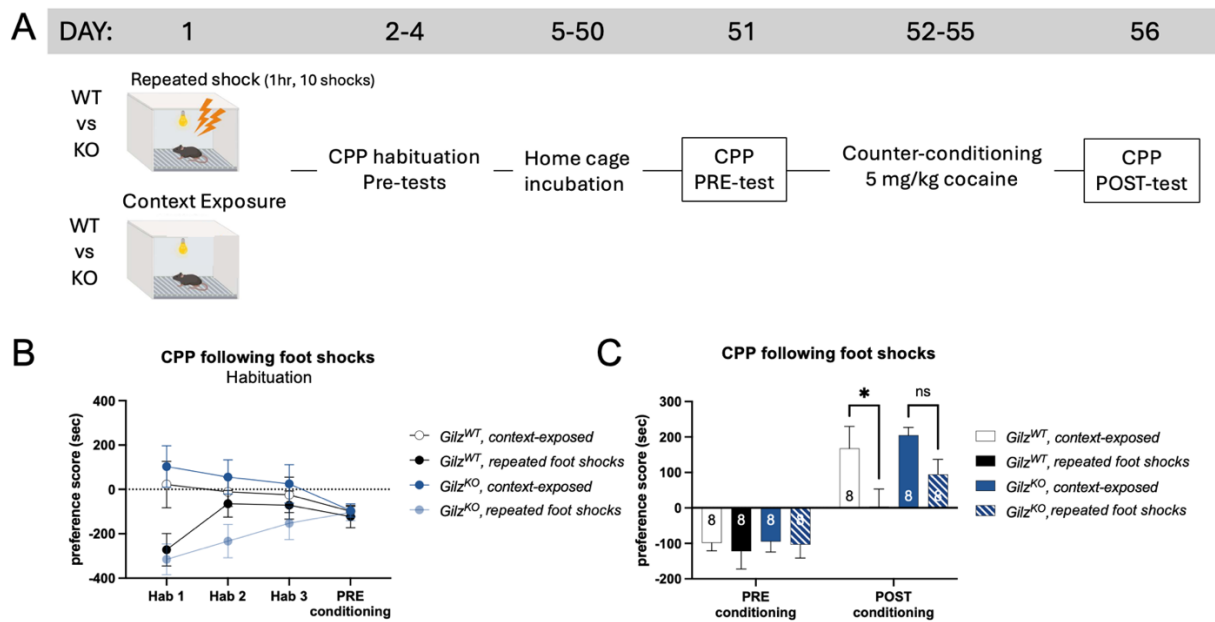 A
DAY: 1 2-4 5-50 51 52-55 56
Repeated shock (1hr, 10 shocks)
WT
vs
KO
Context Exposure
WT
vs
KO
CPP habituation
Pre-tests
Home cage
incubation
CPP
PRE-test
Counter-conditioning
5 mg/kg cocaine
CPP
POST-test
B
CPP following foot shocks
Habituation
preference score (sec)
400
200
0
-200
-400
Hab 1 Hab 2 Hab 3 PRE
conditioning
Gilz^WT, context-exposed
Gilz^WT, repeated foot shocks
Gilz^KO, context-exposed
Gilz^KO, repeated foot shocks
C
CPP following foot shocks
preference score (sec)
300
200
100
0
-100
-200
* ns
8 8 8
8 8 8 8
PRE
conditioning
POST
conditioning
Gilz^WT, context-exposed
Gilz^WT, repeated foot shocks
Gilz^KO, context-exposed
Gilz^KO, repeated foot shocks